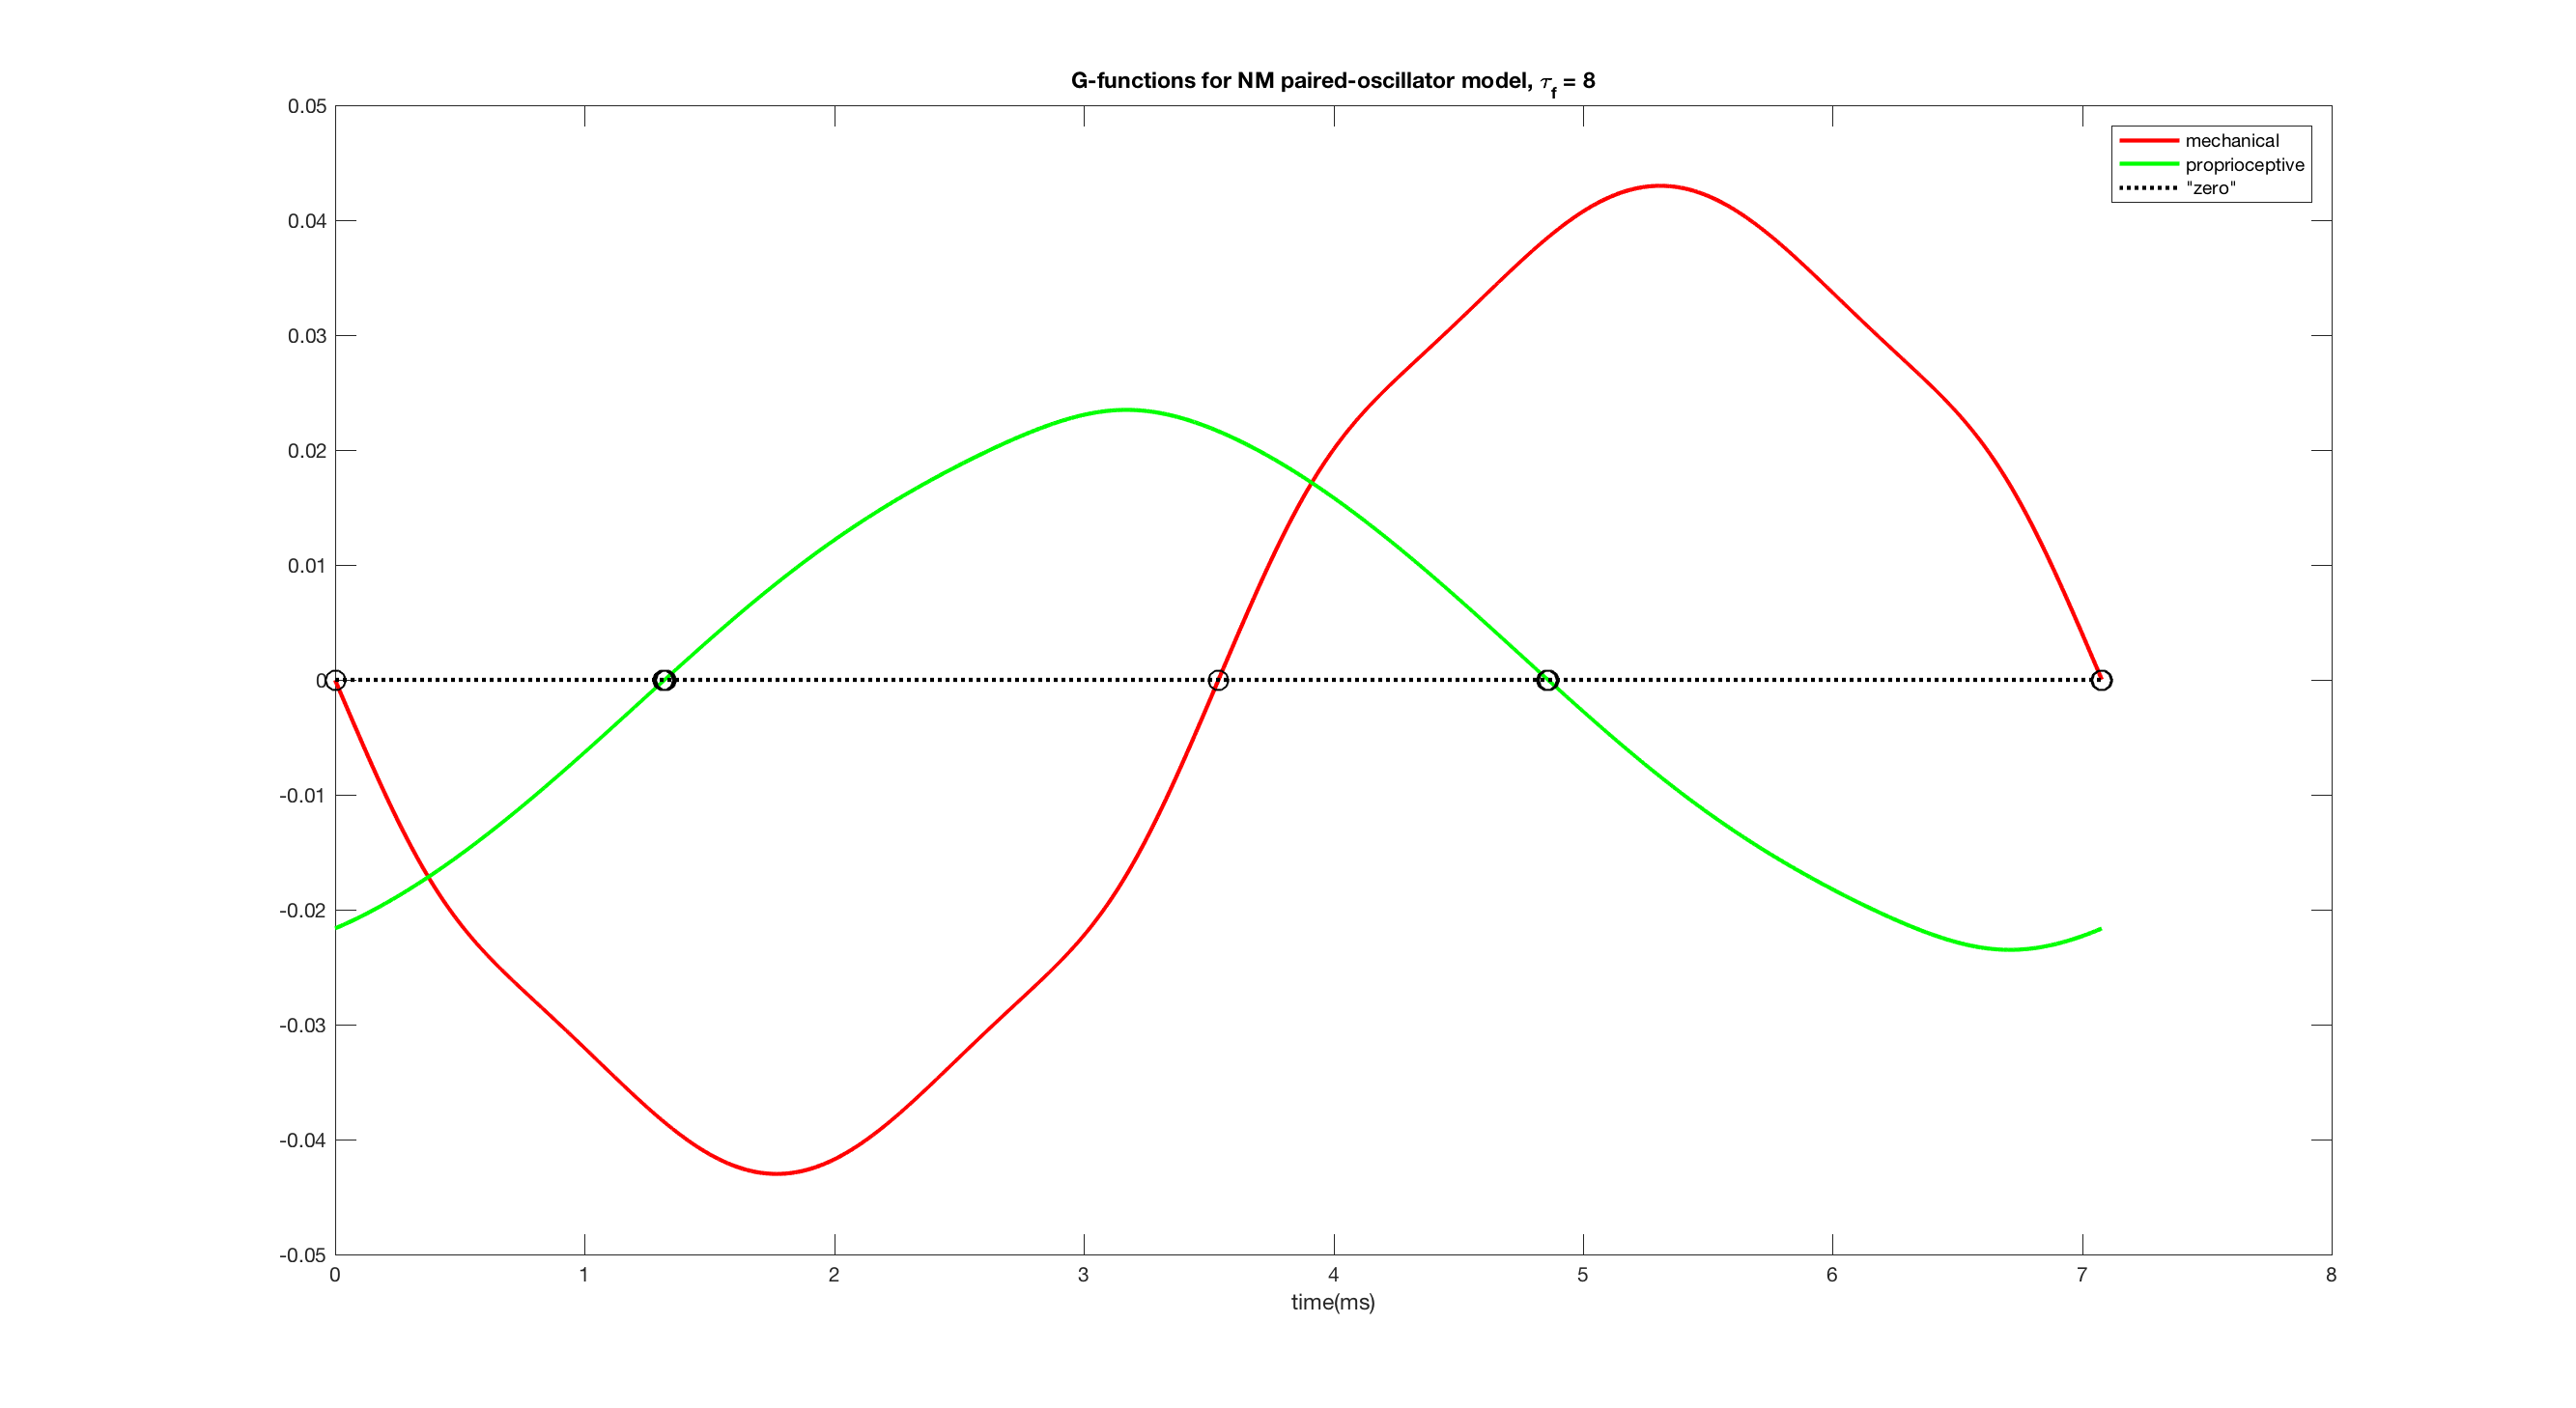 G-functions for NM paired-oscillator model, τf = 8
0.05
0.04
0.03
0.02
0.01
0
-0.01
-0.02
-0.03
-0.04
-0.05
mechanical
proprioceptive
"zero"
0 1 2 3 4 5 6 7 8
time(ms)